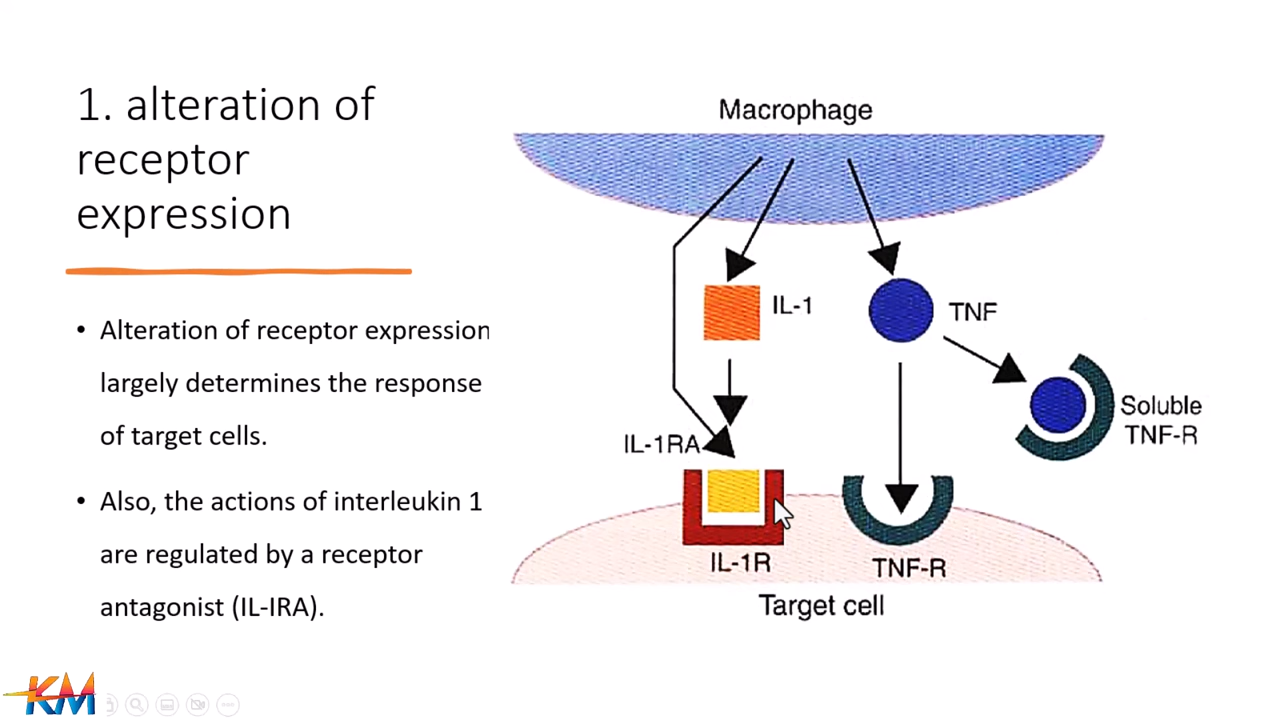 1. alteration of
receptor
expression
• Alteration of receptor expression
largely determines the response
of target cells.
• Also, the actions of interleukin 1
are regulated by a receptor
antagonist (IL-IRA).
Macrophage
IL-1
TNF
Soluble
TNF-R
IL-1RA
IL-1R
TNF-R
Target cell
KM